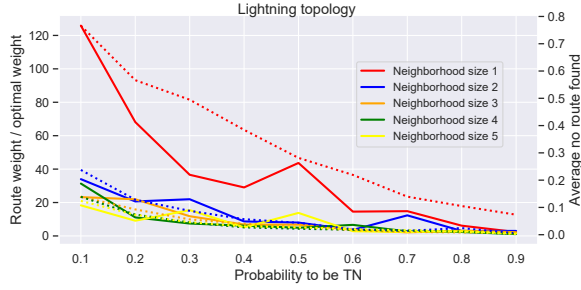 Lightning topology
Route weight / optimal weight
120
100
80
60
40
20
0
Neighborhood size 1
Neighborhood size 2
Neighborhood size 3
Neighborhood size 4
Neighborhood size 5
0.8
0.7
0.6
0.5
0.4
0.3
0.2
0.1
0.0
Average no route found
0.1 0.2 0.3 0.4 0.5 0.6 0.7 0.8 0.9
Probability to be TN